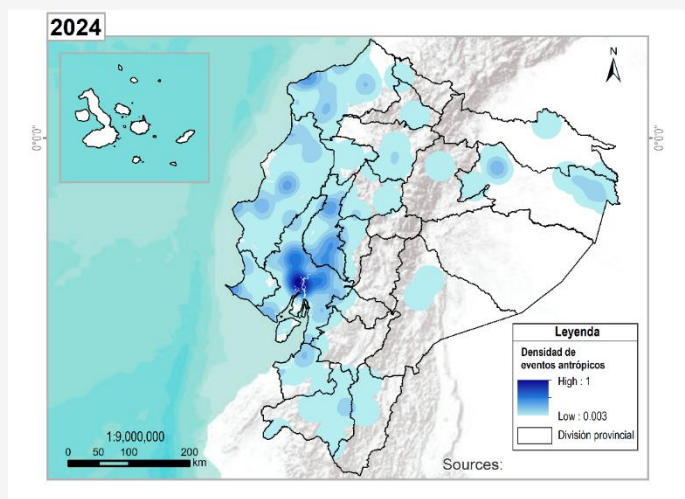 2024
N
0°0'0"
0°0'0"
Leyenda
Densidad de
eventos antrópicos
High : 1
Low : 0.003
División provincial
1:9,000,000
0 50 100 200
km
Sources: